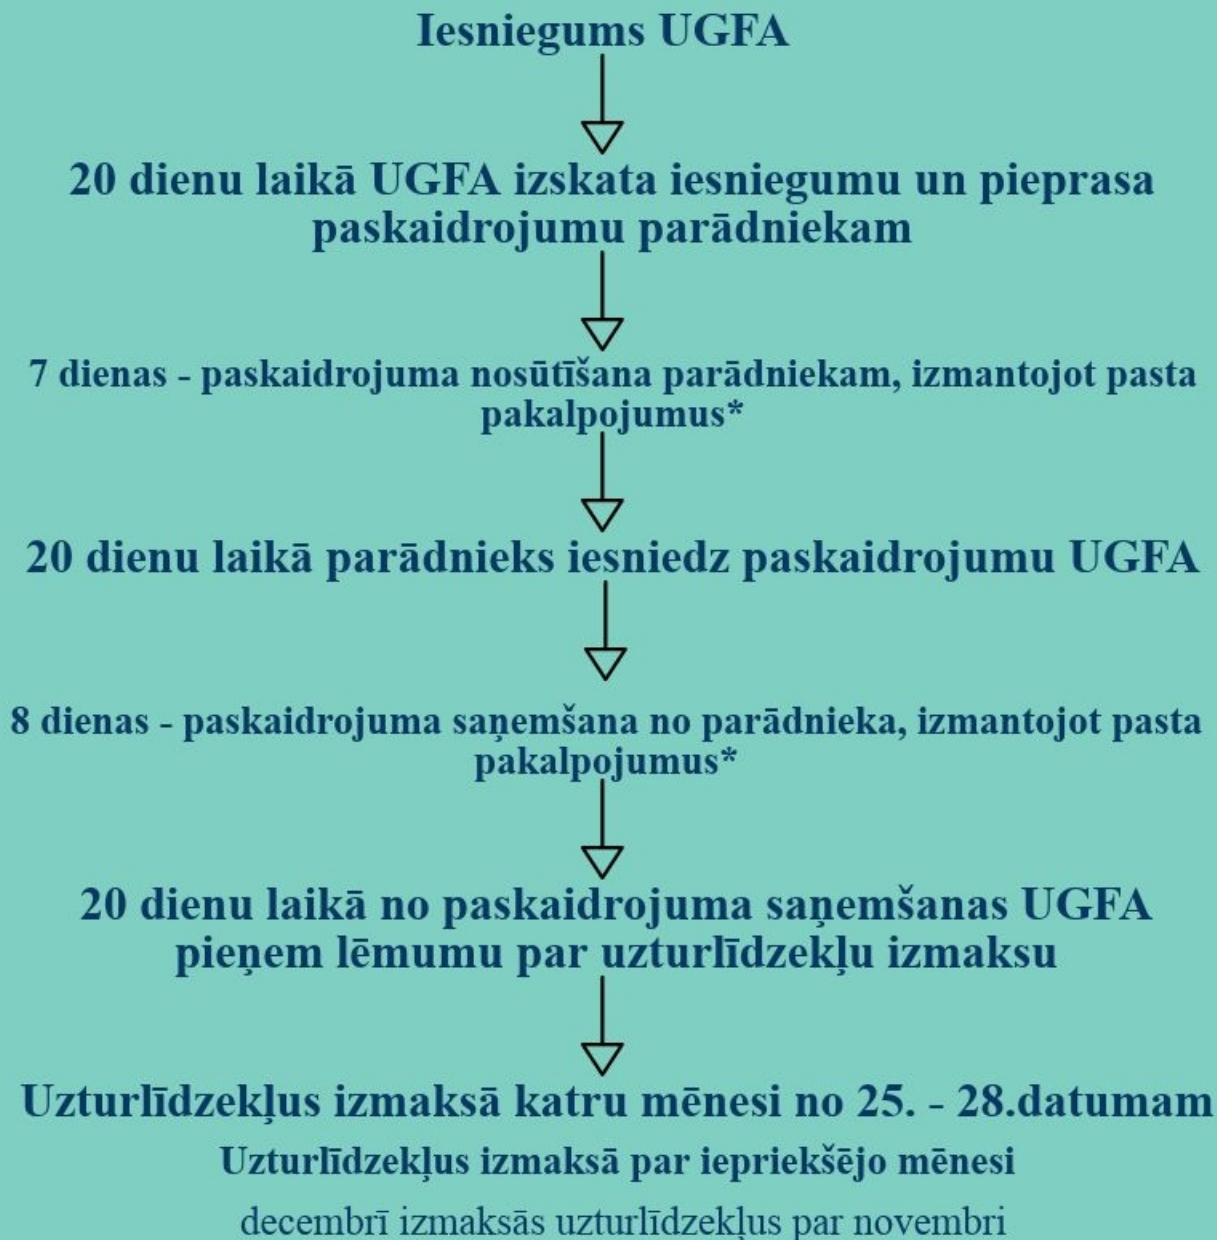 Iesniegums UGFA
20 dienu laikā UGFA izskata iesniegumu un pieprasa
paskaidrojumu parādniekam
7 dienas - paskaidrojuma nosūtīšana parādniekam, izmantojot pasta
pakalpojumus*
20 dienu laikā parādnieks iesniedz paskaidrojumu UGFA
8 dienas - paskaidrojuma saņemšana no parādnieka, izmantojot pasta
pakalpojumus*
20 dienu laikā no paskaidrojuma saņemšanas UGFA
pieņem lēmumu par uzturlīdzekļu izmaksu
Uzturlīdzekļus izmaksā katru mēnesi no 25. - 28.datumam
Uzturlīdzekļus izmaksā par iepriekšējo mēnesi
decembrī izmaksās uzturlīdzekļus par novembri